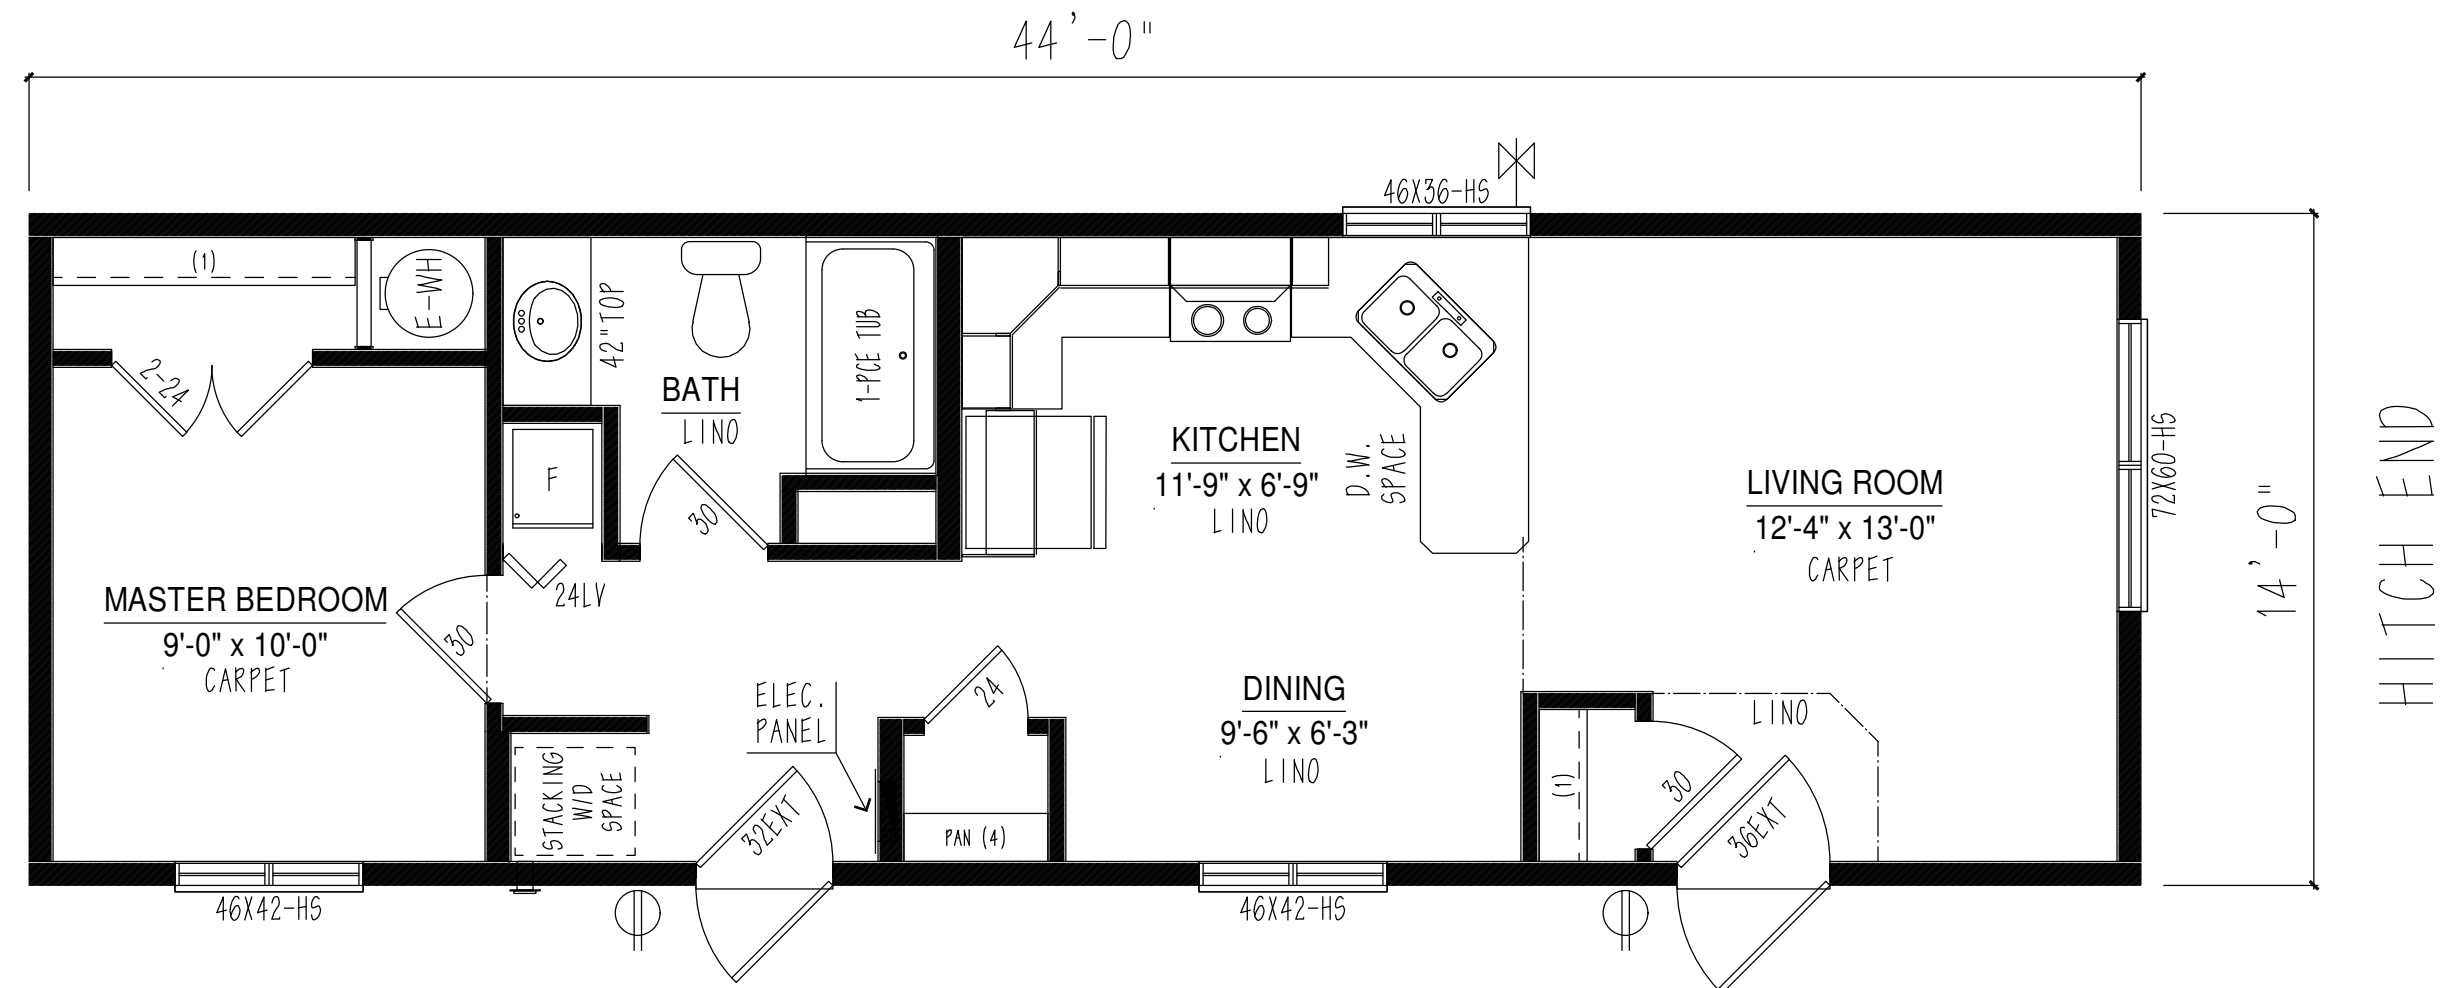 44'-0"
46X36-HS
(1)
E-WH
42"TOP
1-PCE TUB
2-24
BATH
LINO
F
30
24LV
KITCHEN
11'-9" x 6'-9"
LINO
D.W.
SPACE
LIVING ROOM
12'-4" x 13'-0"
CARPET
72X60-HS
14'-0"
HITCH END
MASTER BEDROOM
9'-0" x 10'-0"
CARPET
30
ELEC.
PANEL
24
DINING
9'-6" x 6'-3"
LINO
LINO
STACKING
W/D
SPACE
32EXT
PAN (4)
(1)
30
36EXT
46X42-HS
46X42-HS